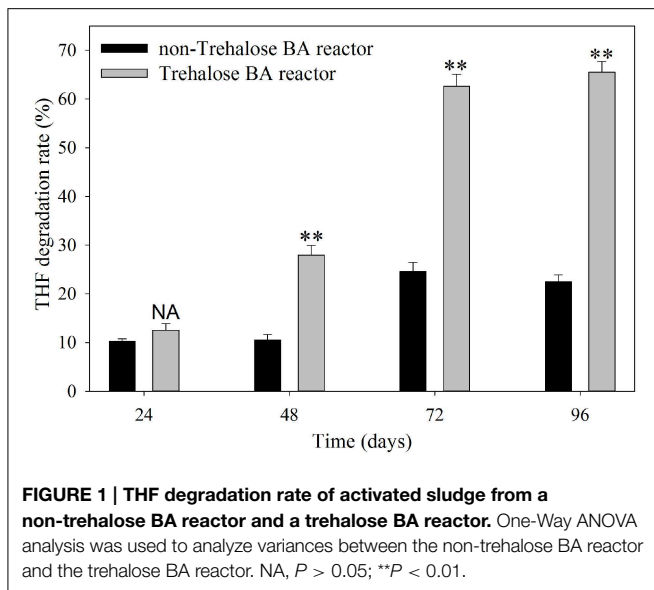 non-Trehalose BA reactor
Trehalose BA reactor
THF degradation rate (%)
70
60
50
40
30
20
10
0
NA
**
**
**
24 48 72 96
Time (days)
FIGURE 1 | THF degradation rate of activated sludge from a
non-trehalose BA reactor and a trehalose BA reactor. One-Way ANOVA
analysis was used to analyze variances between the non-trehalose BA reactor
and the trehalose BA reactor. NA, P > 0.05; **P < 0.01.